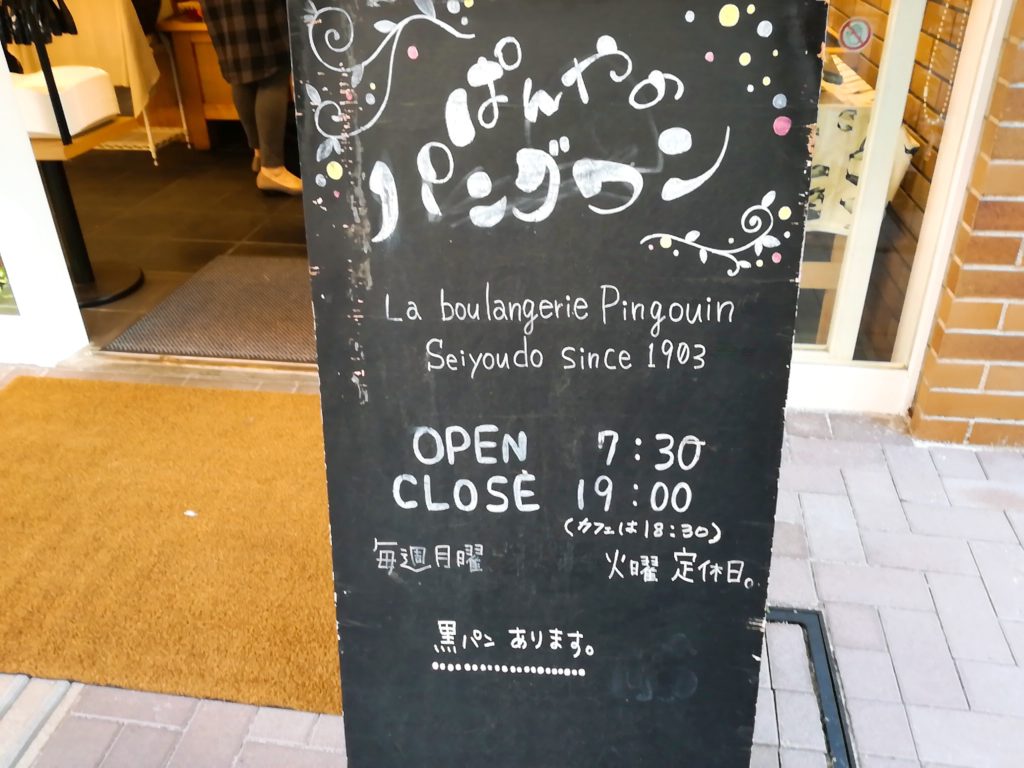 ぱんやの
パングワン
La boulangerie Pingouin
Seiyoudo since 1903
OPEN 7:30
CLOSE 19:00
(カフェは18:30)
毎週月曜 火曜 定休日。
黒パン あります。